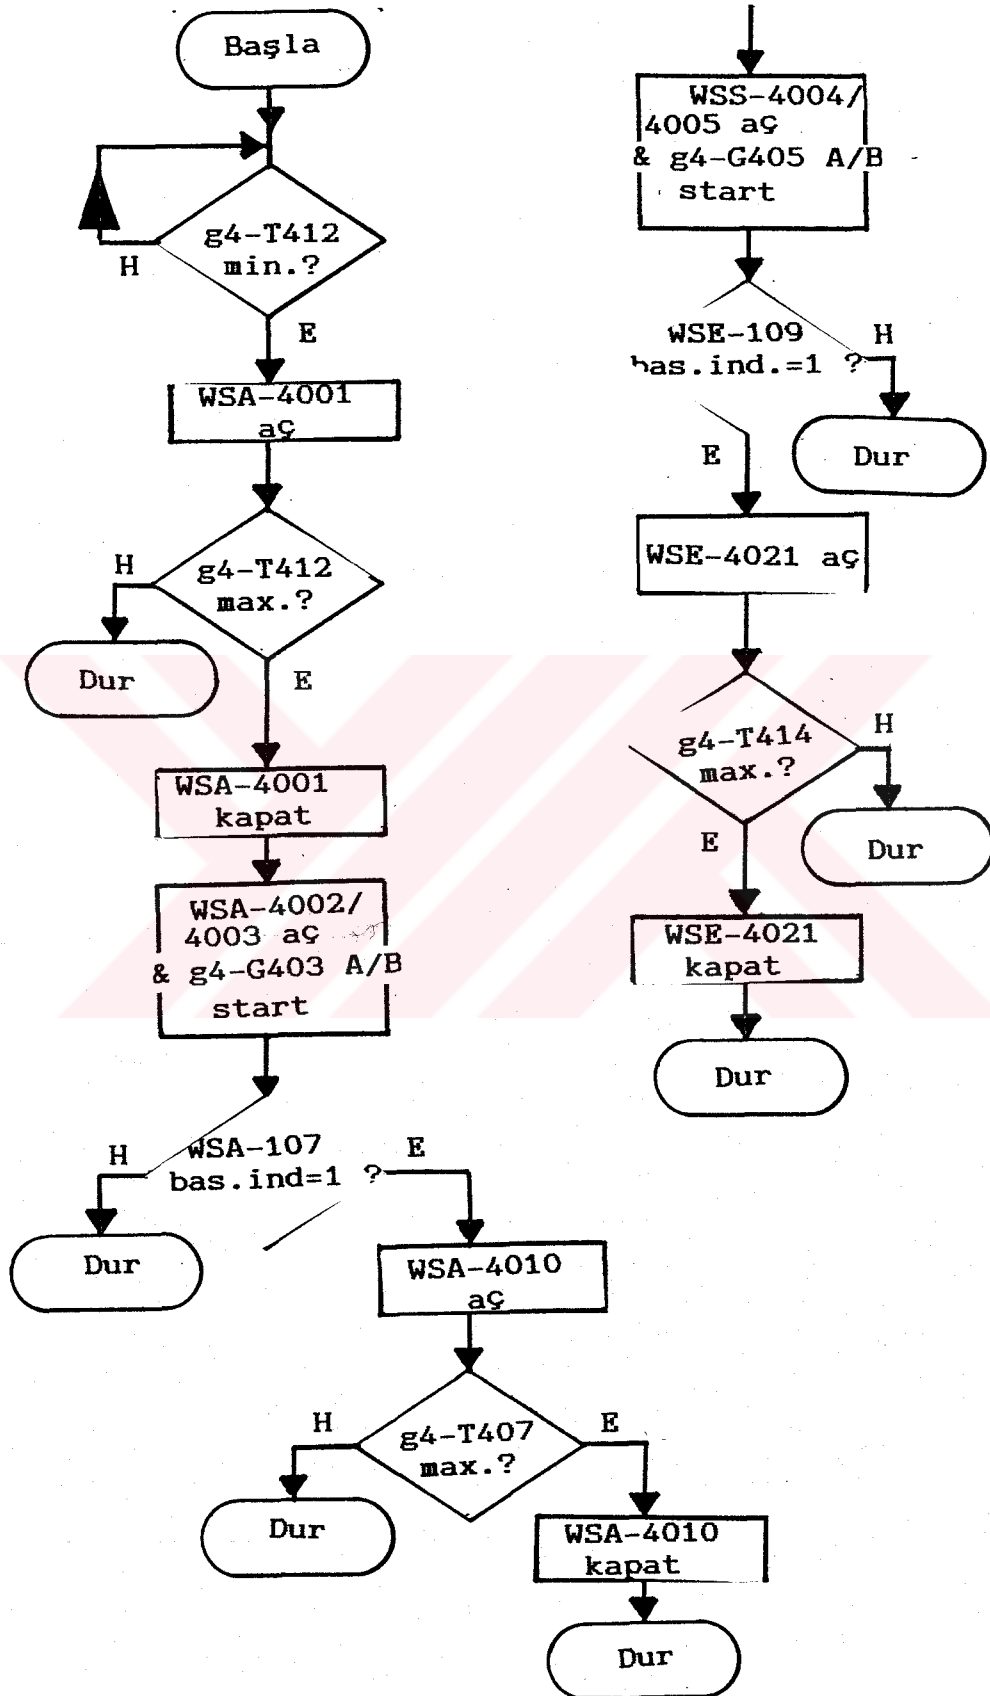 Başla
g4-T412
min.?
H
E
WSA-4001
aç
g4-T412
max.?
H
Dur
E
WSA-4001
kapat
WSA-4002/
4003 aç
& g4-G403 A/B
start
WSA-107
bas.ind=1 ?
H
E
Dur
WSA-4010
aç
g4-T407
max.?
H
E
Dur
WSA-4010
kapat
Dur
WSS-4004/
4005 aç
& g4-G405 A/B
start
WSE-109
bas.ind.=1 ?
H
Dur
E
WSE-4021 aç
g4-T414
max.?
H
Dur
E
WSE-4021
kapat
Dur